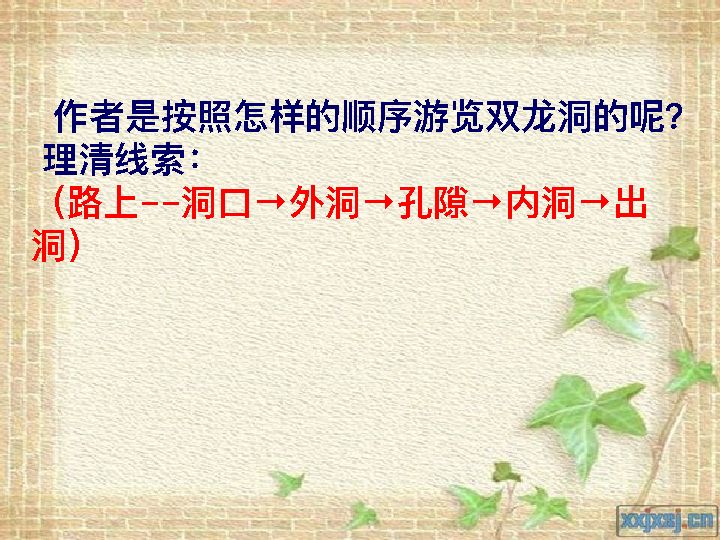 作者是按照怎样的顺序游览双龙洞的呢？
理清线索：
（路上--洞口→外洞→孔隙→内洞→出
洞）
xxjxsj.cn